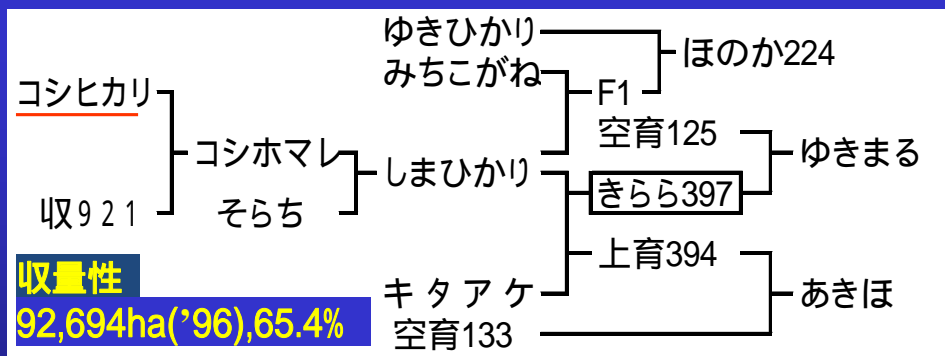 ゆきひかり
ほのか224
みちこがね
コシヒカリ
F1
空育125
コシホマレ
しまひかり
ゆきまる
収921
そらち
きらら397
上育394
収量性
キタアケ
あきほ
92,694ha(’96),65.4%
空育133